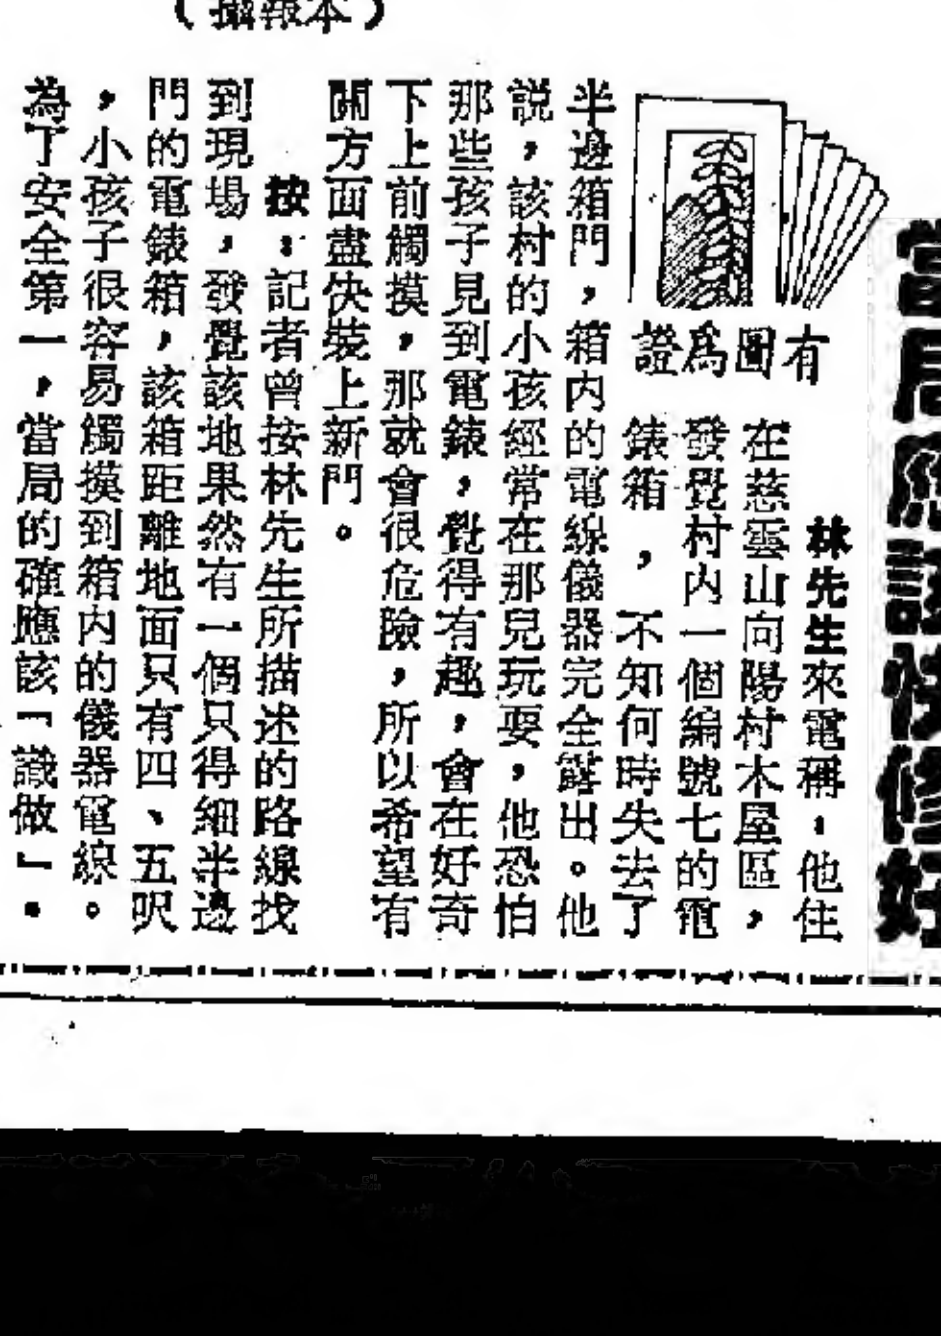 （本報攝）
當局應該快修好
有圖爲證
林先生來電稱：他住
在慈雲山向陽村木屋區，
發覺村内一個編號七的電
錶箱，不知何時失去了
半邊箱門，箱内的電線儀器完全露出。他
説，該村的小孩經常在那兒玩耍，他恐怕
那些孩子見到電錶，覺得有趣，會在好奇
下上前觸摸，那就會很危險，所以希望有
關方面盡快裝上新門。
按：記者曾按林先生所描述的路線找
到現場，發覺該地果然有一個只得細半邊
門的電錶箱，該箱距離地面只有四、五呎
，小孩子很容易觸摸到箱内的儀器電線。
為了安全第一，當局的確應該「識做」。